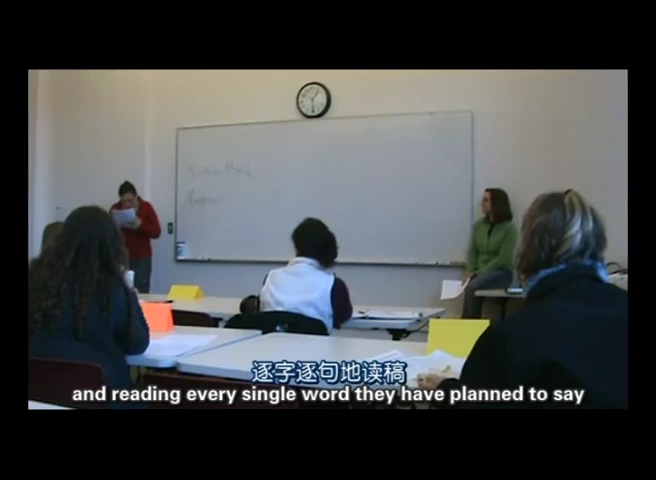 逐字逐句地读稿
and reading every single word they have planned to say